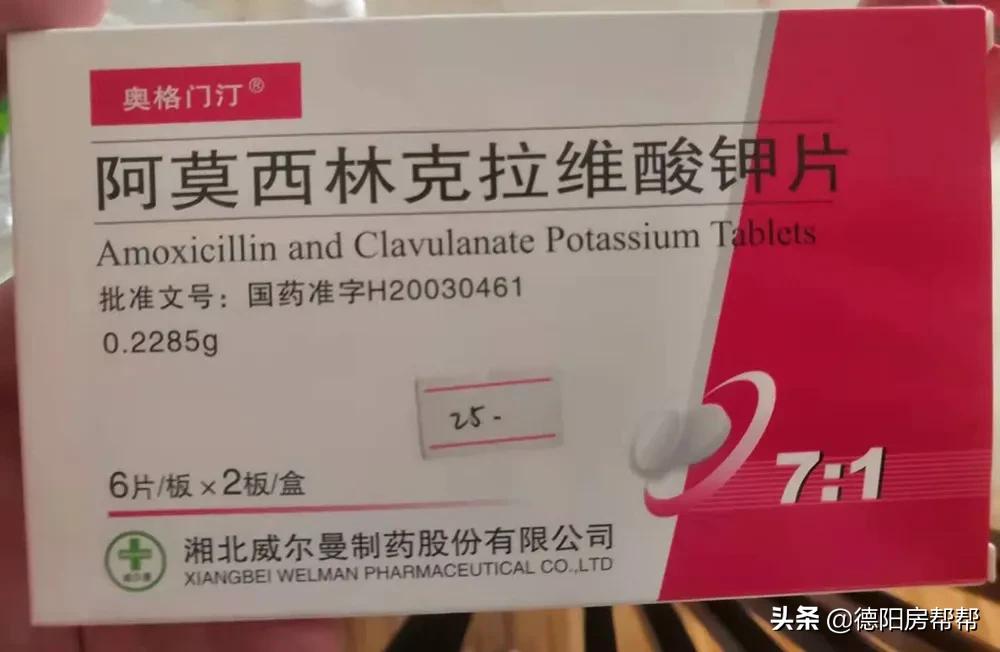 奥格门汀®
阿莫西林克拉维酸钾片
Amoxicillin and Clavulanate Potassium Tablets
批准文号：国药准字H20030461
0.2285g
25-
7:1
6片/板×2板/盒
威尔曼
湘北威尔曼制药股份有限公司
XIANGBEI WELMAN PHARMACEUTICAL CO.,LTD
头条 @德阳房帮帮